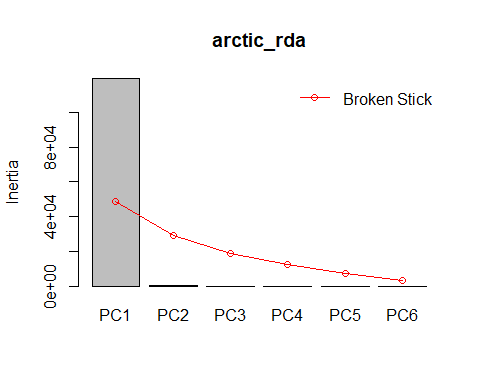 arctic_rda
Broken Stick
Inertia
8e+04
4e+04
0e+00
PC1 PC2 PC3 PC4 PC5 PC6